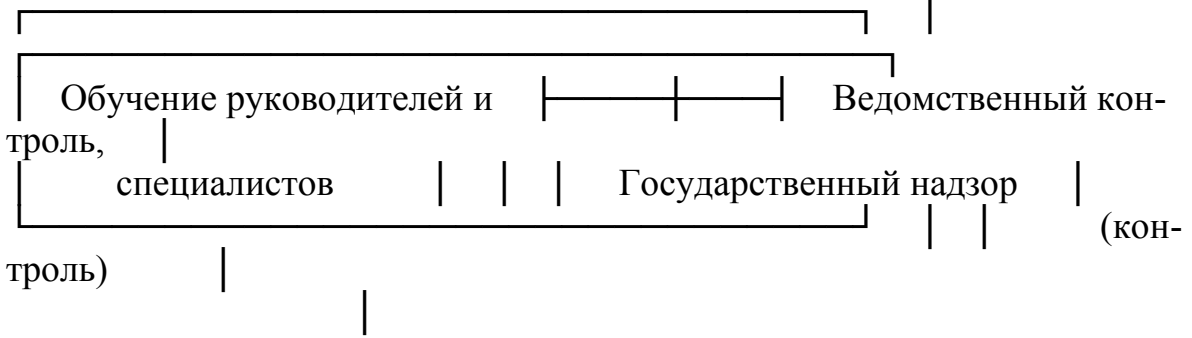 Обучение руководителей и Ведомственный кон-
троль,
специалистов Государственный надзор
(кон-
троль)